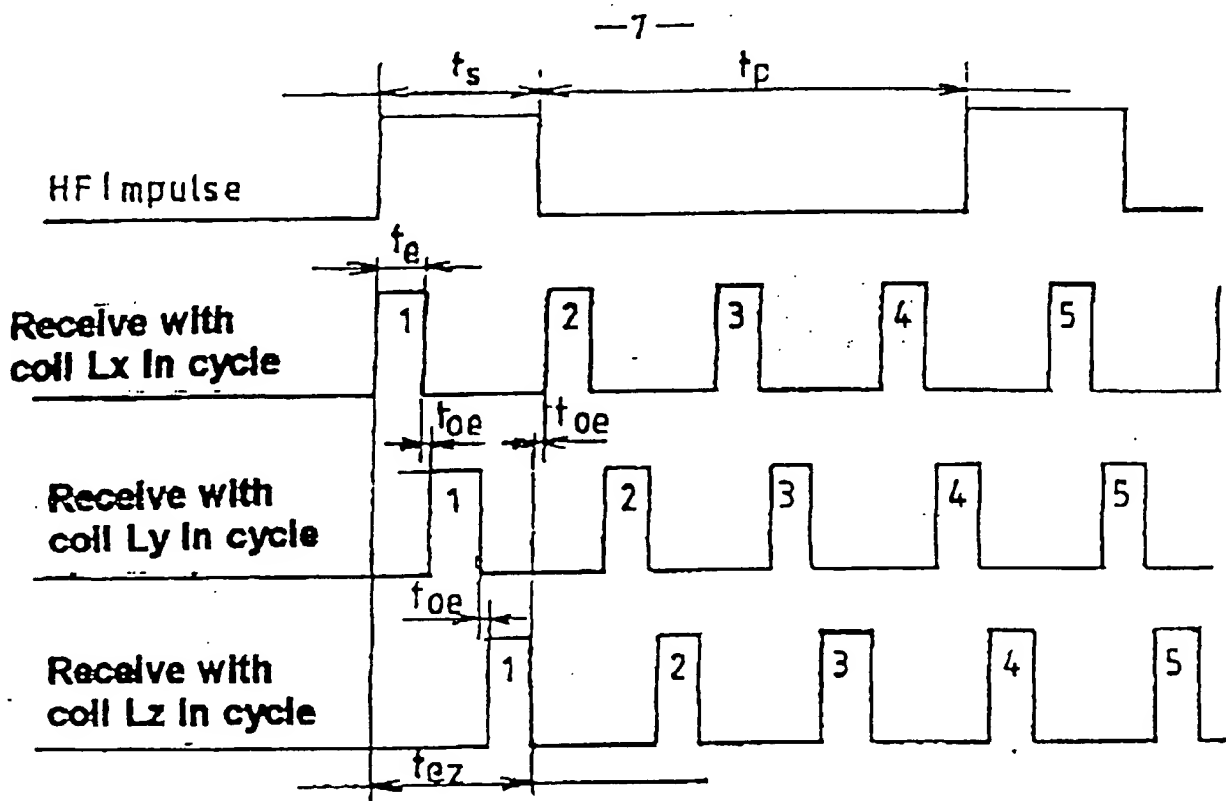 —7—
ts
tp
HF Impulse
te
Receive with
coil Lx in cycle
1
2
3
4
5
toe
toe
Receive with
coil Ly in cycle
1
2
3
4
5
toe
Receive with
coil Lz in cycle
1
2
3
4
5
tez